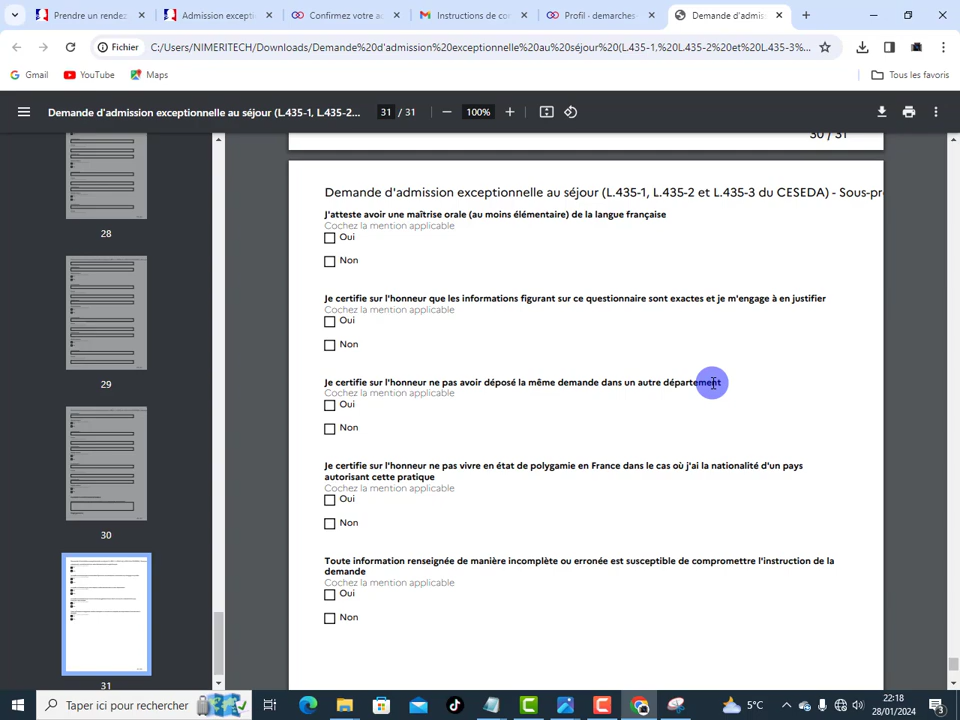 Prendre un rendez
Admission excepti
Confirmez votre ad
Instructions de con
Profil - demarches-
Demande d'admiss
Fichier
C:/Users/NIMERITECH/Downloads/Demande%20d'admission%20exceptionnelle%20au%20séjour%20(L.435-1,%20L.435-2%20et%20L.435-3%...
Gmail
YouTube
Maps
Tous les favoris
Demande d'admission exceptionnelle au séjour (L.435-1, L.435-2...
31 / 31
100%
28
29
30
31
30 / 31
Demande d'admission exceptionnelle au séjour (L.435-1, L.435-2 et L.435-3 du CESEDA) - Sous-pr
J'atteste avoir une maîtrise orale (au moins élémentaire) de la langue française
Cochez la mention applicable
Oui
Non
Je certifie sur l'honneur que les informations figurant sur ce questionnaire sont exactes et je m'engage à en justifier
Cochez la mention applicable
Oui
Non
Je certifie sur l'honneur ne pas avoir déposé la même demande dans un autre département
Cochez la mention applicable
Oui
Non
Je certifie sur l'honneur ne pas vivre en état de polygamie en France dans le cas où j'ai la nationalité d'un pays
autorisant cette pratique
Cochez la mention applicable
Oui
Non
Toute information renseignée de manière incomplète ou erronée est susceptible de compromettre l'instruction de la
demande
Cochez la mention applicable
Oui
Non
Taper ici pour rechercher
5°C
22:18
28/01/2024
3